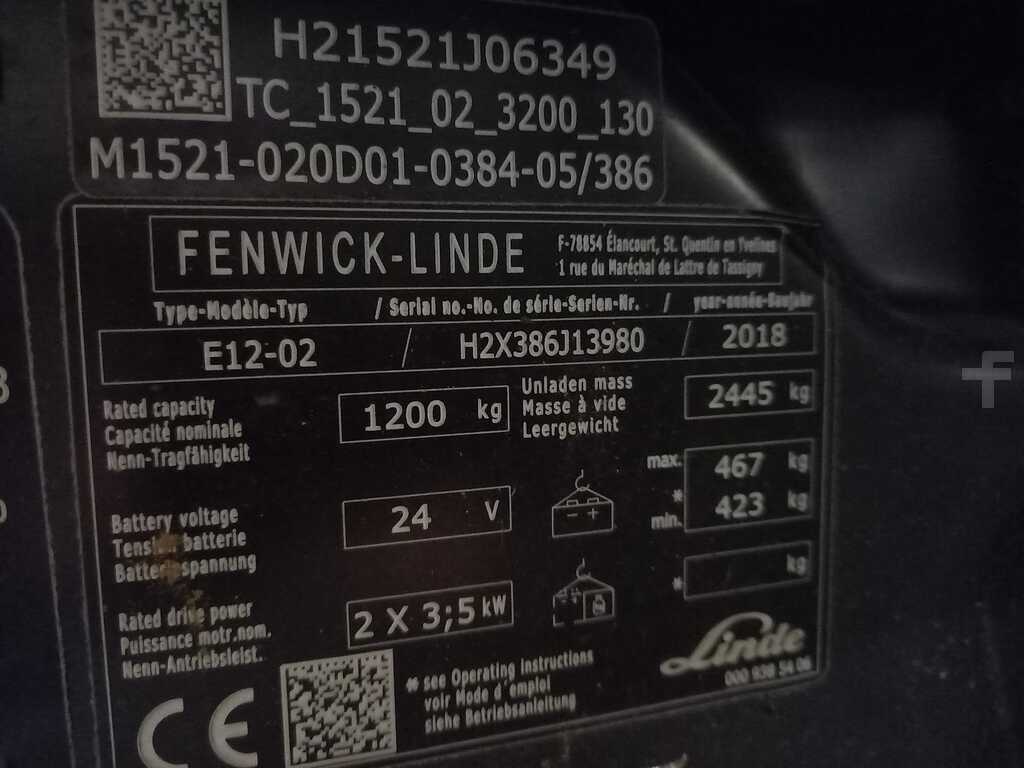 H21521J06349
TC_1521_02_3200_130
M1521-020D01-0384-05/386
FENWICK-LINDE
F-78854 Élancourt, St. Quentin en Yvelines
1 rue du Maréchal de Lattre de Tassigny
Type-Modèle-Typ / Serial no.-No. de série-Serien-Nr. / year-année-Baujahr
E12-02 / H2X386J13980 / 2018
Rated capacity
Capacité nominale
Nenn-Tragfähigkeit
1200 kg
Unladen mass
Masse à vide
Leergewicht
2445 kg
Battery voltage
Tension batterie
Batteriespannung
24 V
max. 467 kg
*
min. 423 kg
- +
* kg
Rated drive power
Puissance motr.nom.
Nenn-Antriebsleist.
2 X 3;5 kW
CE
* see Operating Instructions
voir Mode d'emploi
siehe Betriebsanleitung
Linde
000 938 54 06
f